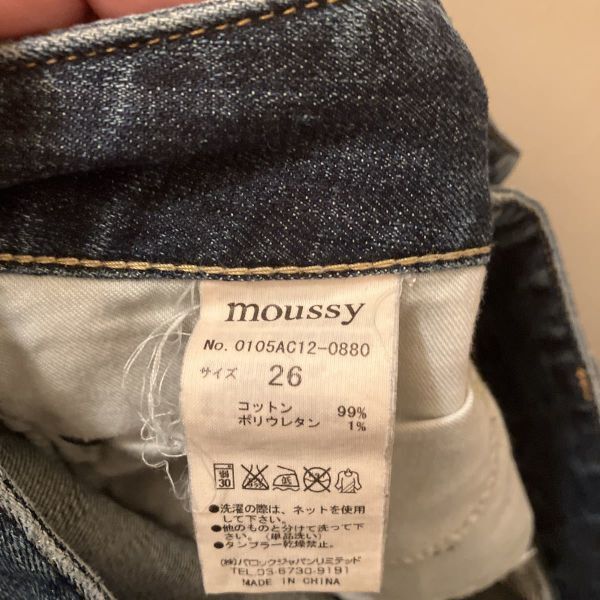 moussy
No. 0105AC12-0880
サイズ 26
コットン 99%
ポリウレタン 1%
弱 30 低
●洗濯の際は、ネットを使用
して下さい。
●他のものと分けて洗って下
さい。（単品洗い）
●タンブラー乾燥禁止。
㈱バロックジャパンリミテッド
TEL.03-6730-9191
MADE IN CHINA